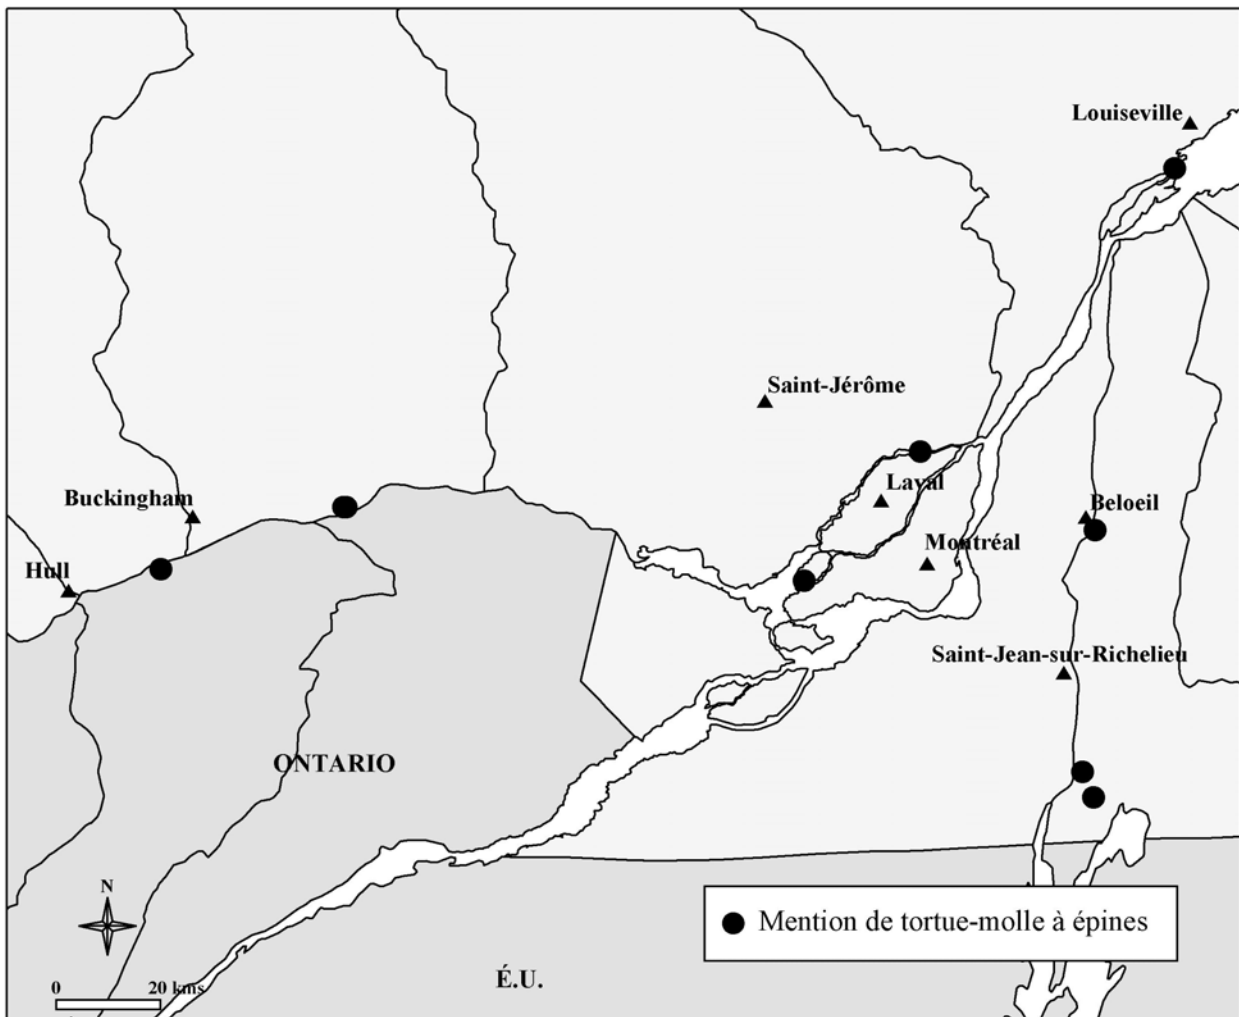 Louiseville
Saint-Jérôme
Laval
Buckingham
Beloeil
Montréal
Hull
Saint-Jean-sur-Richelieu
ONTARIO
N
Mention de tortue-molle à épines
É.U.
0 20 kms